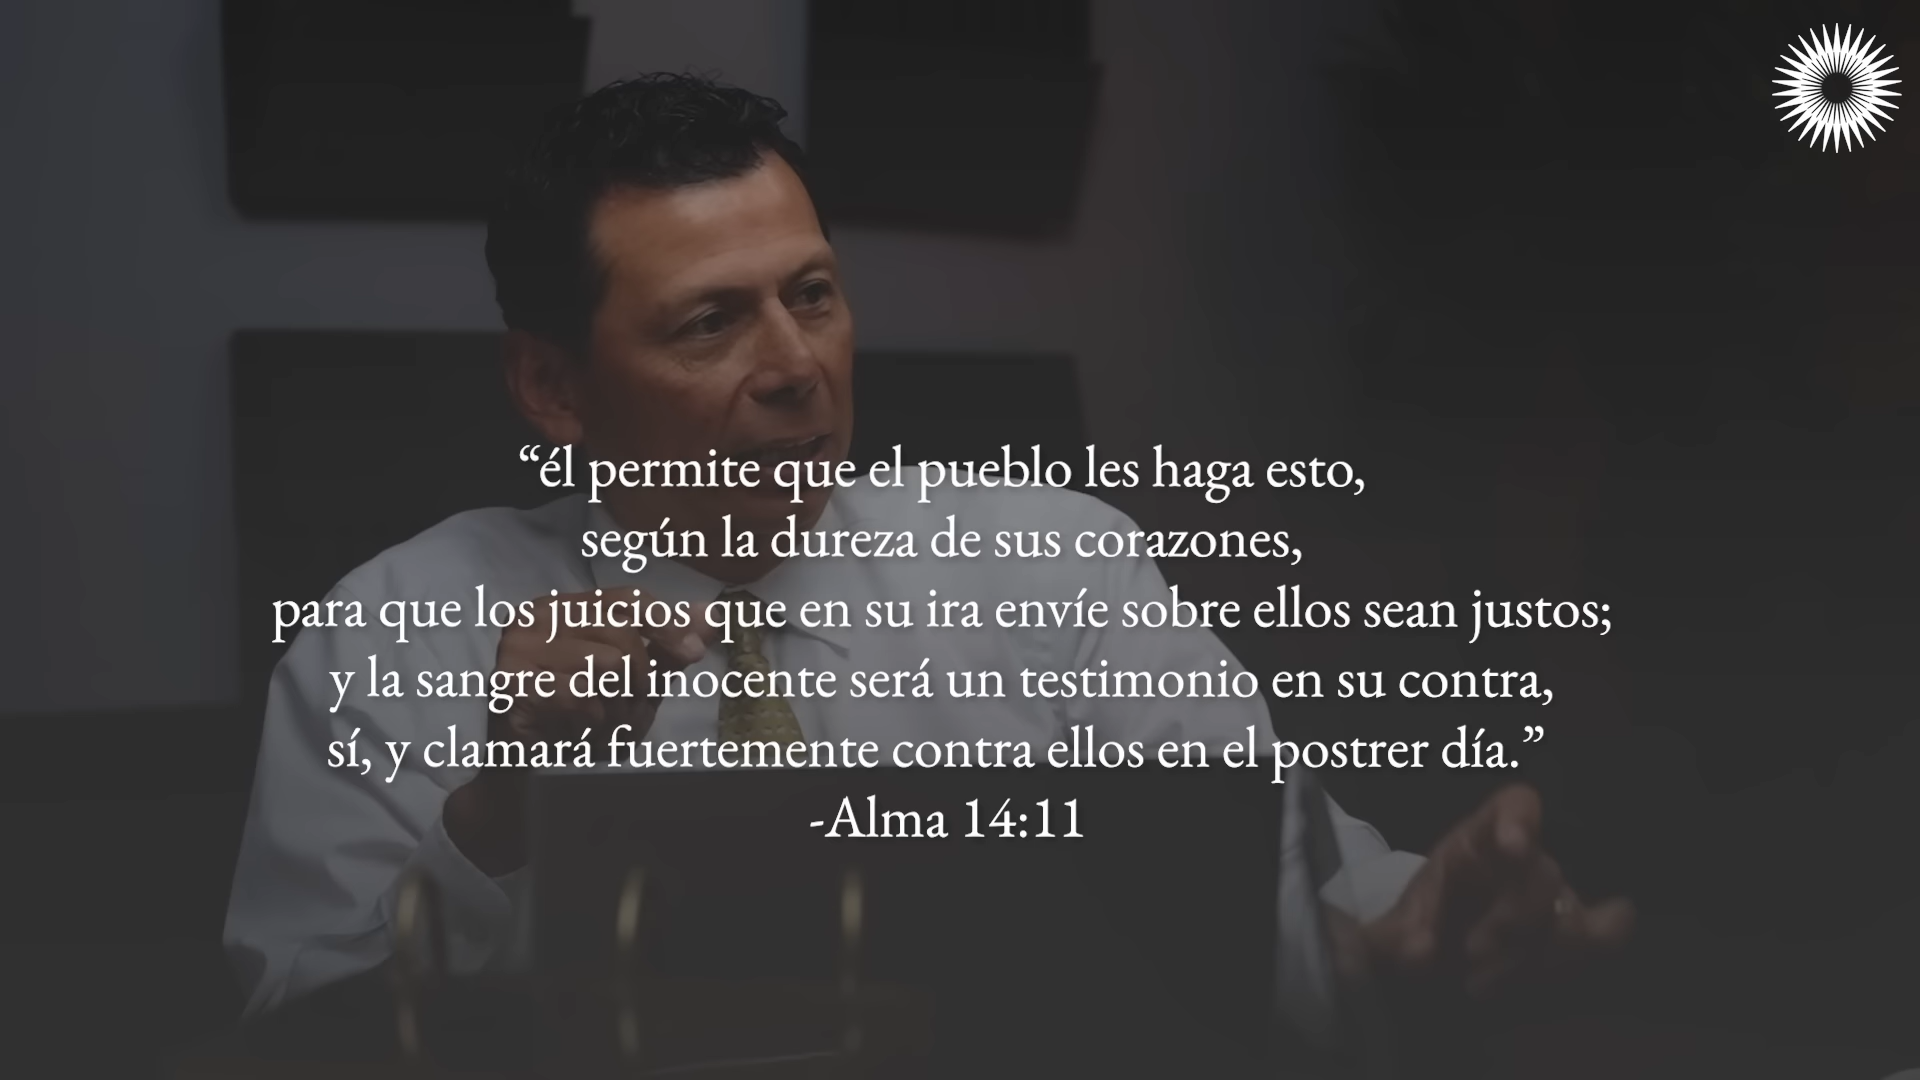 “él permite que el pueblo les haga esto,
según la dureza de sus corazones,
para que los juicios que en su ira envíe sobre ellos sean justos;
y la sangre del inocente será un testimonio en su contra,
sí, y clamará fuertemente contra ellos en el postrer día.”
-Alma 14:11